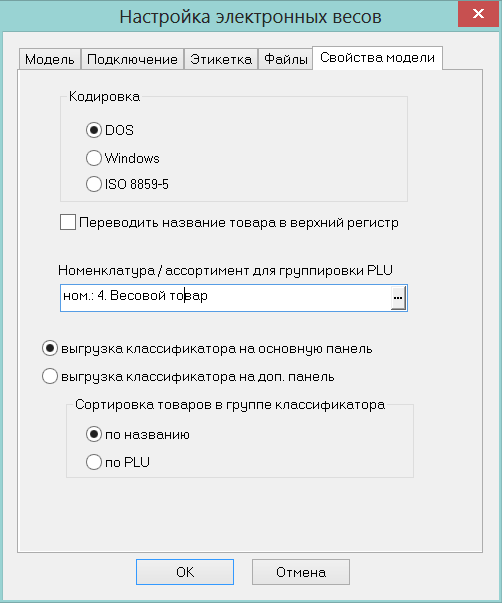 Настройка электронных весов
Модель Подключение Этикетка Файлы Свойства модели
Кодировка
DOS
Windows
ISO 8859-5
Переводить название товара в верхний регистр
Номенклатура / ассортимент для группировки PLU
ном.: 4. Весовой товар ...
выгрузка классификатора на основную панель
выгрузка классификатора на доп. панель
Сортировка товаров в группе классификатора
по названию
по PLU
OK Отмена